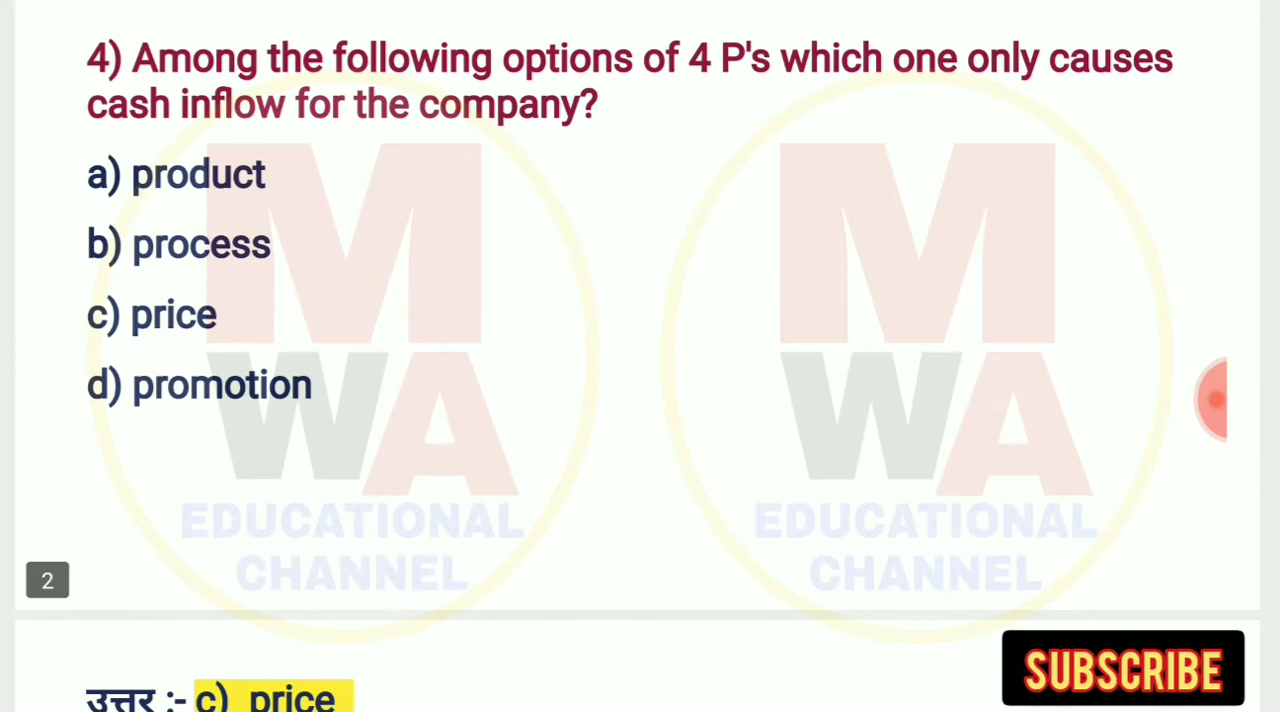 4) Among the following options of 4 P's which one only causes
cash inflow for the company?
a) product
b) process
c) price
d) promotion
M
WA
EDUCATIONAL
CHANNEL
M
WA
EDUCATIONAL
CHANNEL
2
SUBSCRIBE
उत्तर :- c) price